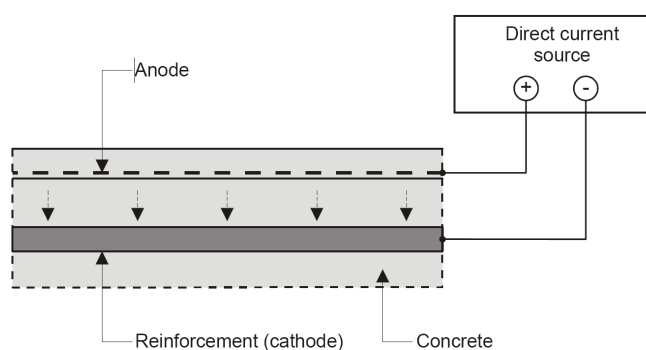 Direct current
source
+ -
Anode
Reinforcement (cathode)
Concrete